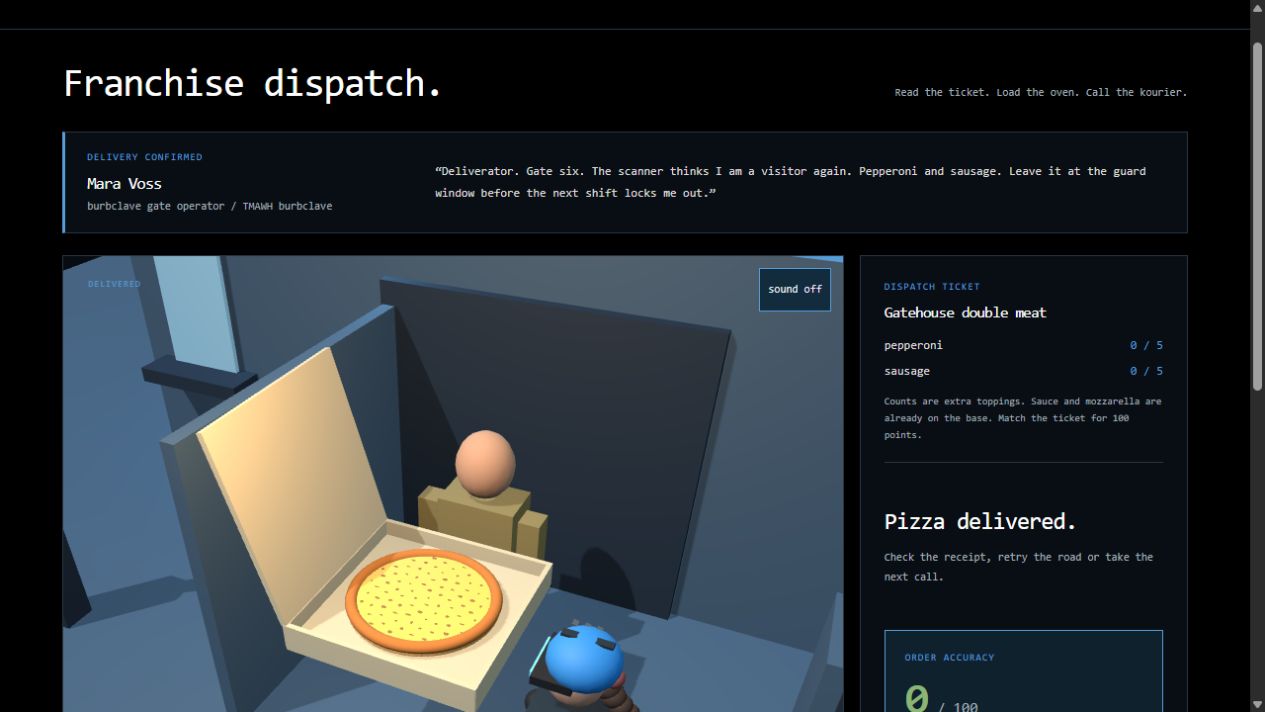 Franchise dispatch.
Read the ticket. Load the oven. Call the kourier.
DELIVERY CONFIRMED
Mara Voss
burbclave gate operator / TMAWH burbclave
“Deliverator. Gate six. The scanner thinks I am a visitor again. Pepperoni and sausage. Leave it at the guard
window before the next shift locks me out.”
DELIVERED
sound off
DISPATCH TICKET
Gatehouse double meat
pepperoni 0 / 5
sausage 0 / 5
Counts are extra toppings. Sauce and mozzarella are
already on the base. Match the ticket for 100
points.
Pizza delivered.
Check the receipt, retry the road or take the
next call.
ORDER ACCURACY
0 / 100